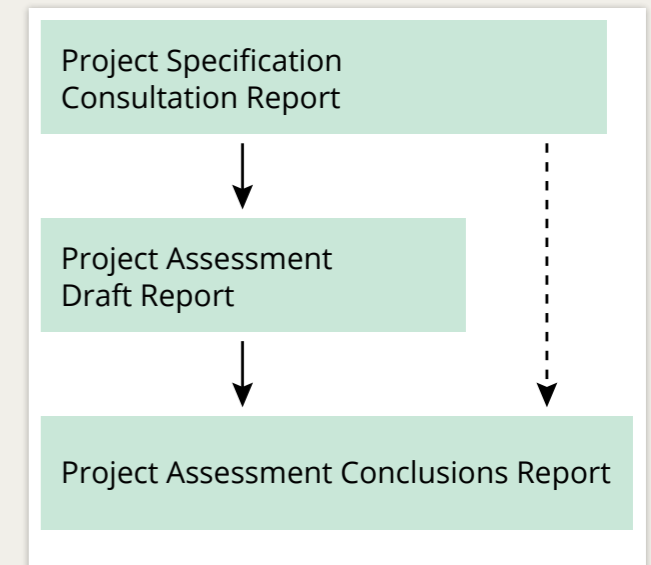 Project Specification
Consultation Report
Project Assessment
Draft Report
Project Assessment Conclusions Report